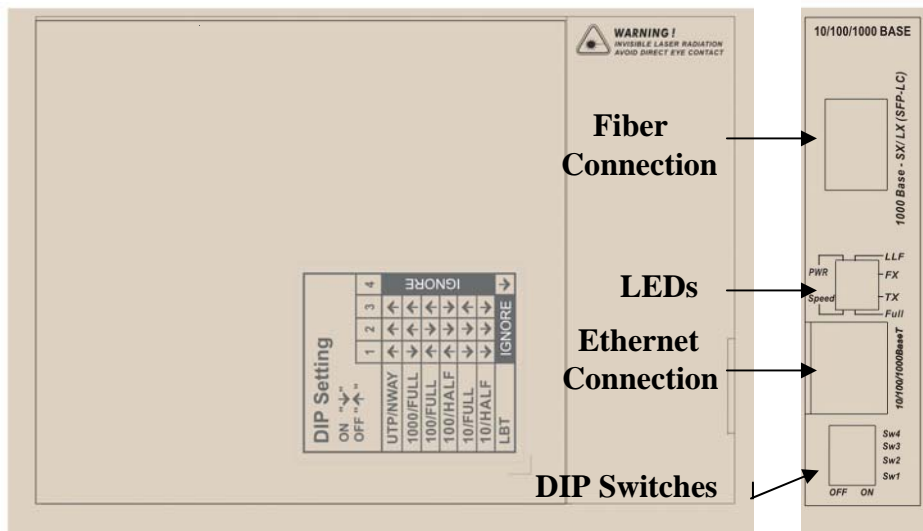 WARNING!
INVISIBLE LASER RADIATION
AVOID DIRECT EYE CONTACT
DIP Setting
ON "↓"
OFF "↑"
1 2 3 4
UTP/NWAY
1000/FULL
100/FULL
100/HALF
10/FULL
10/HALF
IGNORE
LBT IGNORE
Fiber
Connection
LEDs
Ethernet
Connection
DIP Switches
10/100/1000 BASE
1000 Base - SX/ LX (SFP-LC)
LLF
PWR
FX
TX
Speed
Full
10/100/1000BaseT
Sw4
Sw3
Sw2
Sw1
OFF ON